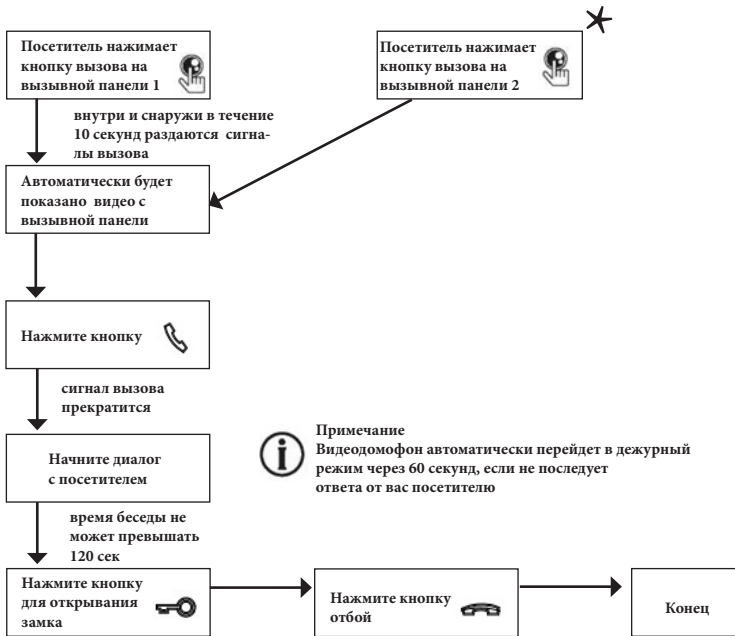 Посетитель нажимает
кнопку вызова на
вызывной панели 1
Посетитель нажимает
кнопку вызова на
вызывной панели 2
внутри и снаружи в течение
10 секунд раздаются сигна-
лы вызова
Автоматически будет
показано видео с
вызывной панели
Нажмите кнопку
сигнал вызова
прекратится
Начните диалог
с посетителем
Примечание
Видеодомофон автоматически перейдет в дежурный
режим через 60 секунд, если не последует
ответа от вас посетителю
время беседы не
может превышать
120 сек
Нажмите кнопку
для открывания
замка
Нажмите кнопку
отбой
Конец